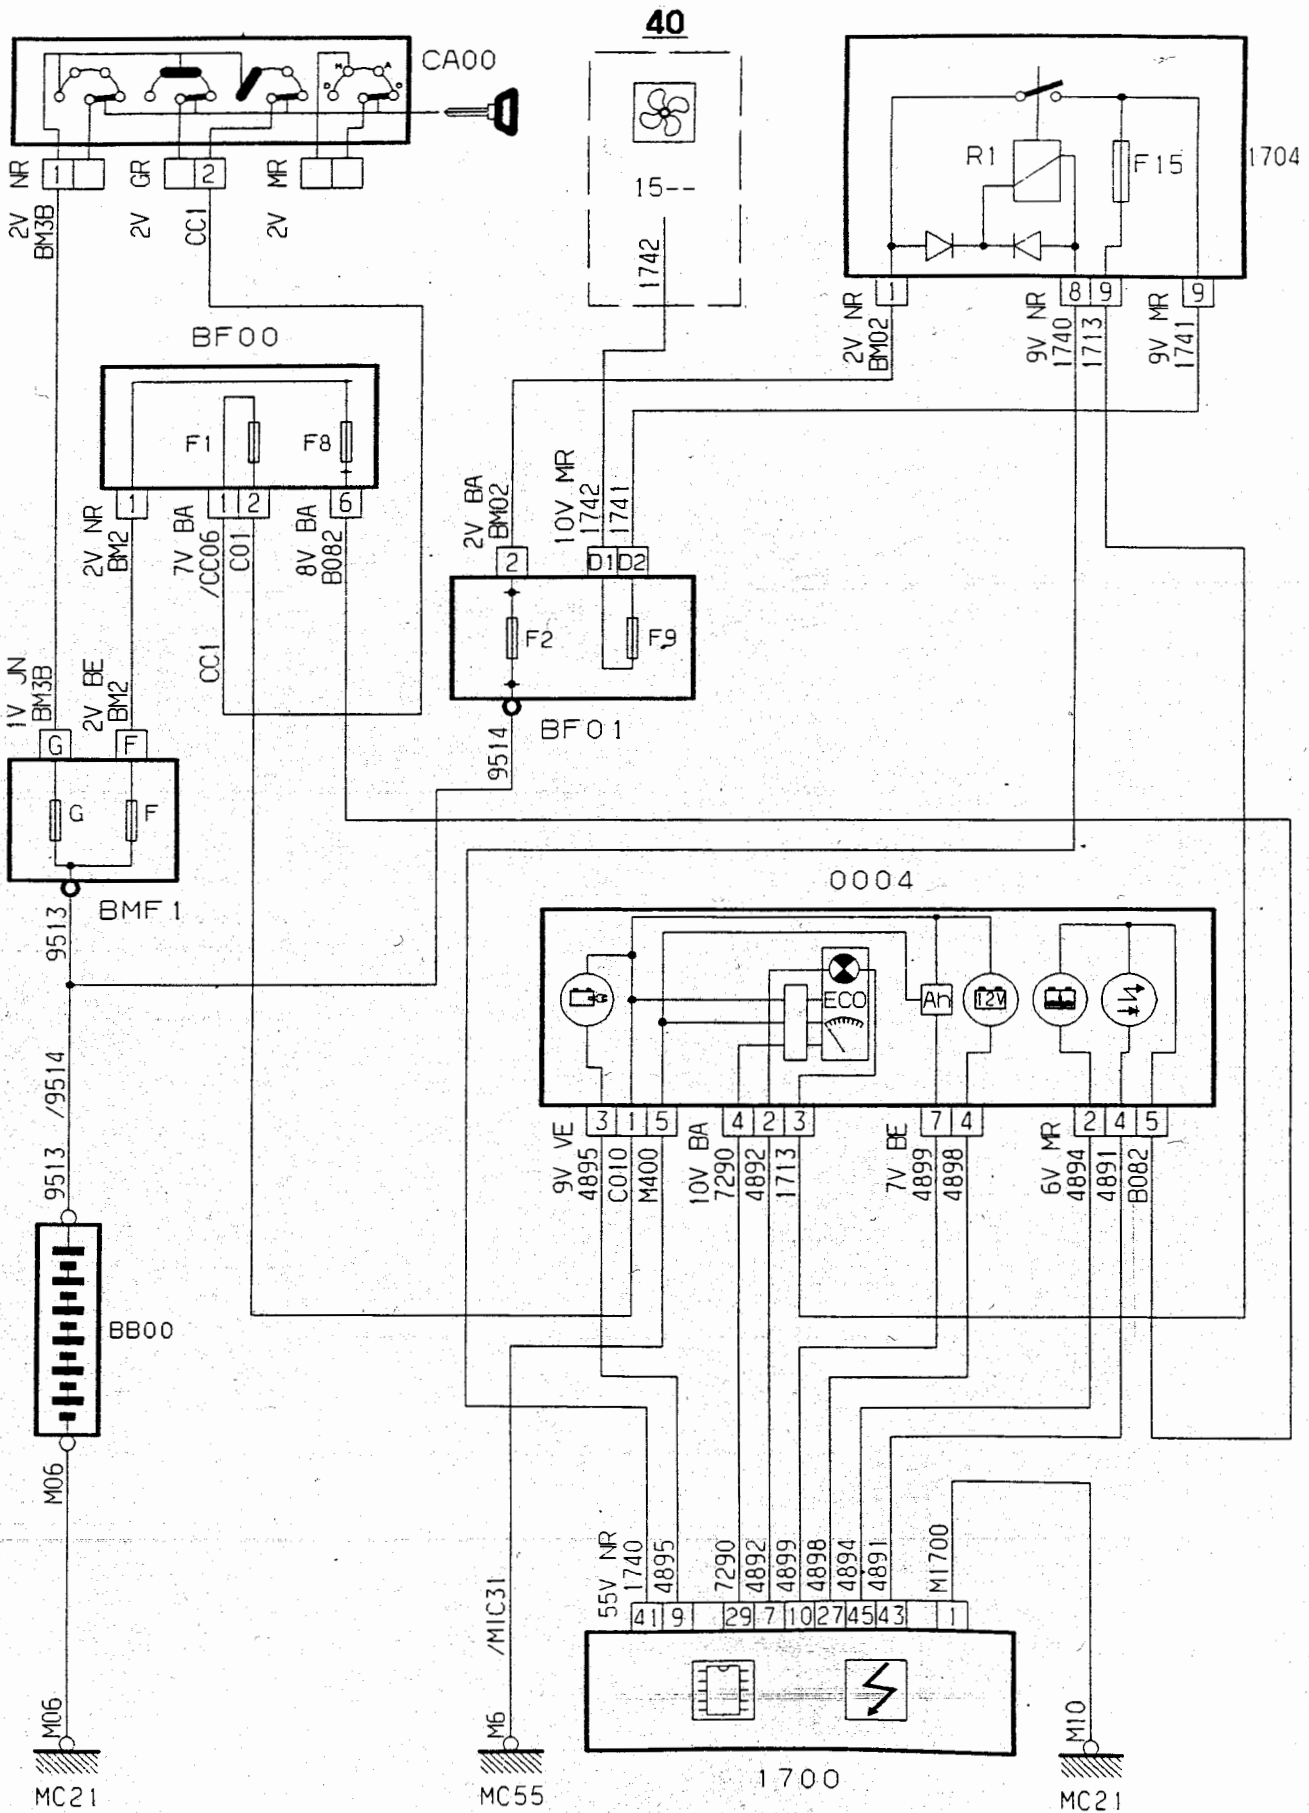 40
CA00
N
A
D
D
1704
R1
F15
15--
1742
2V NR
1
BM3B
2V GR
2
CC1
2V MR
1
8
9
9
2V NR
BM02
9V NR
1740
1713
9V MR
1741
BF00
F1
F8
1
1
2
6
2V NR
BM2
7V BA
/CC06
C01
8V BA
B082
CC1
2V BA
BM02
10V MR
1742
1741
2
D1
D2
F2
F9
BF01
9514
1V JN
BM3B
2V BE
BM2
G
F
G
F
BMF1
9513
/9514
9513
BB00
M06
M06
MC21
0004
ECO
Ah
12V
3
1
5
4
2
3
7
4
2
4
5
9V VE
4895
C010
M400
10V BA
7290
4892
1713
7V BE
4899
4898
6V MR
4894
4891
B082
55V NR
1740
4895
7290
4892
4899
4898
4894
4891
M1700
41
9
29
7
10
27
45
43
1
1700
/MIC31
M6
MC55
M10
MC21